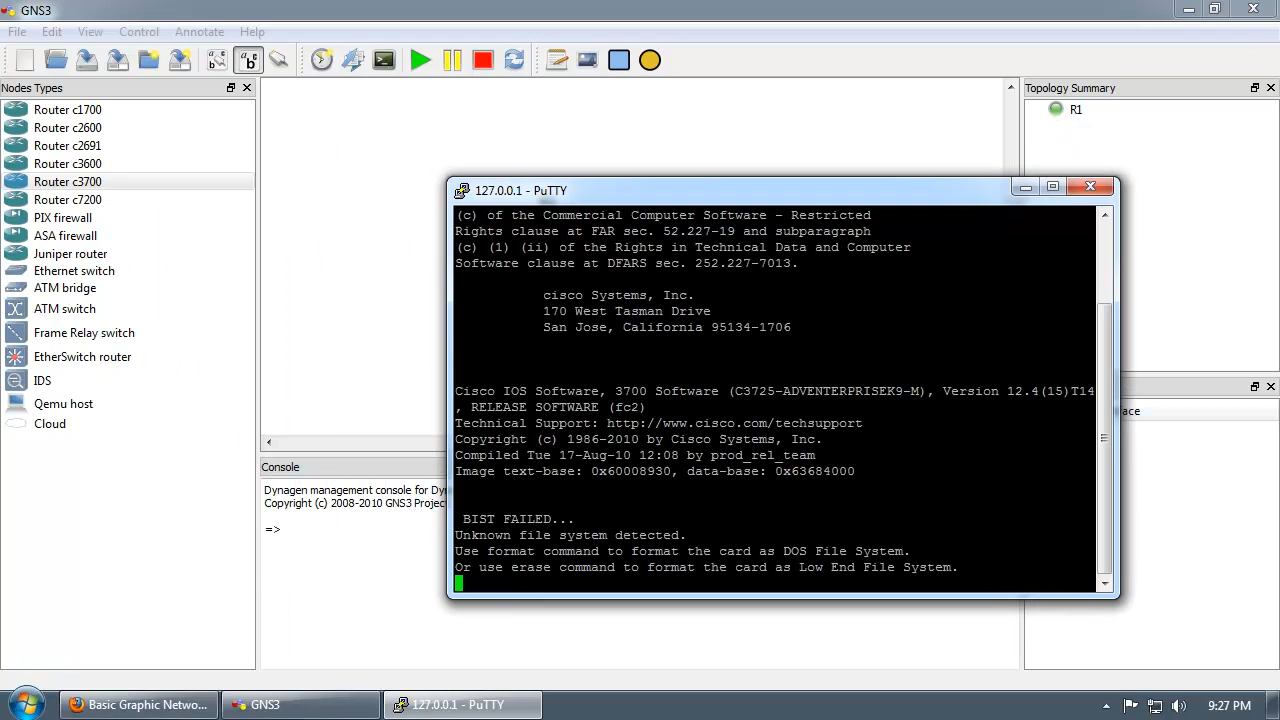 GNS3
File Edit View Control Annotate Help
Nodes Types
Router c1700
Router c2600
Router c2691
Router c3600
Router c3700
Router c7200
PIX firewall
ASA firewall
Juniper router
Ethernet switch
ATM bridge
ATM switch
Frame Relay switch
EtherSwitch router
IDS
Qemu host
Cloud
Topology Summary
R1
127.0.0.1 - PuTTY
(c) of the Commercial Computer Software - Restricted
Rights clause at FAR sec. 52.227-19 and subparagraph
(c) (1) (ii) of the Rights in Technical Data and Computer
Software clause at DFARS sec. 252.227-7013.
cisco Systems, Inc.
170 West Tasman Drive
San Jose, California 95134-1706
Cisco IOS Software, 3700 Software (C3725-ADVENTERPRISEK9-M), Version 12.4(15)T14
, RELEASE SOFTWARE (fc2)
Technical Support: http://www.cisco.com/techsupport
Copyright (c) 1986-2010 by Cisco Systems, Inc.
Compiled Tue 17-Aug-10 12:08 by prod_rel_team
Image text-base: 0x60008930, data-base: 0x63684000
BIST FAILED...
Unknown file system detected.
Use format command to format the card as DOS File System.
Or use erase command to format the card as Low End File System.
Console
Dynagen management console for Dy
Copyright (c) 2008-2010 GNS3 Projec
=>
Basic Graphic Netwo...
GNS3
127.0.0.1 - PuTTY
9:27 PM